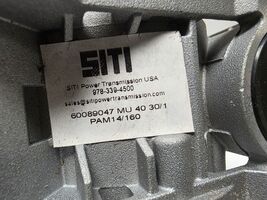 SITI
SITI Power Transmission USA
978-339-4500
sales@sitipowertransmission.com
60089047 MU 40 30/1
PAM14/160